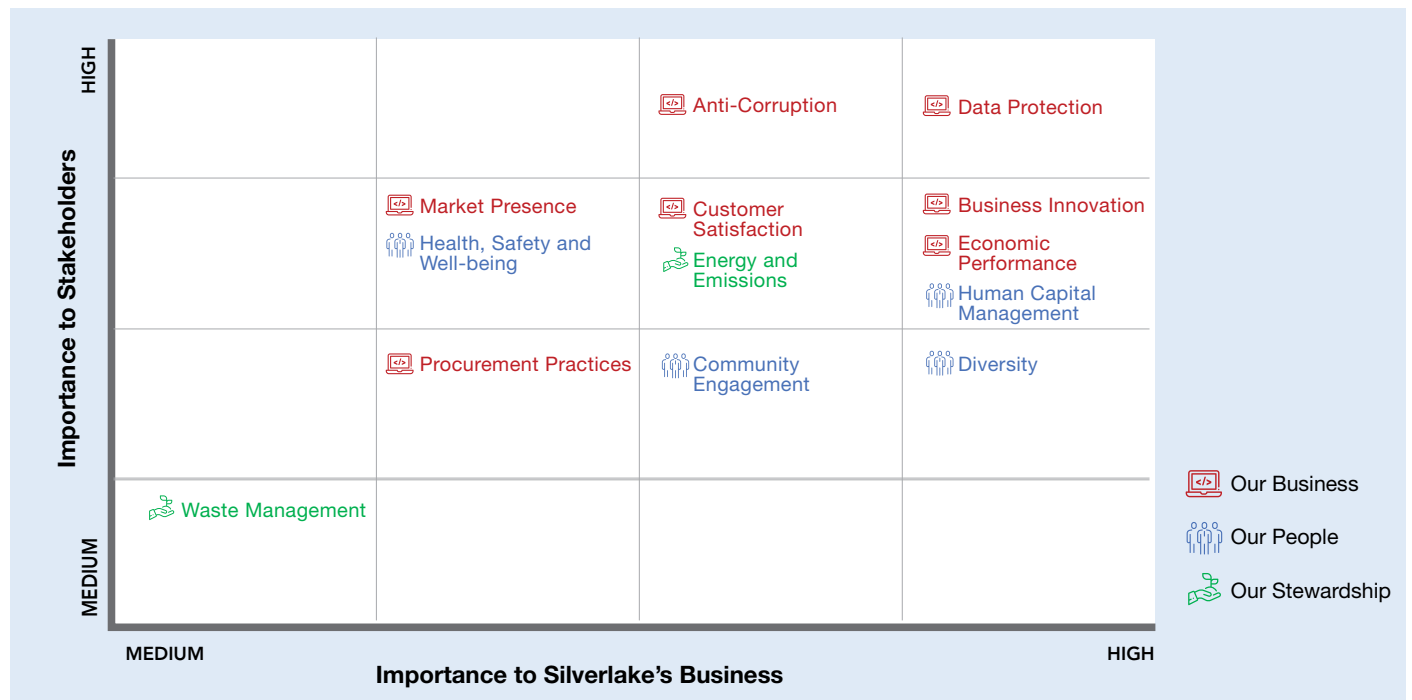 HIGH
Importance to Stakeholders
MEDIUM
</> Anti-Corruption
</> Data Protection
</> Market Presence
Health, Safety and
Well-being
</> Customer
Satisfaction
Energy and
Emissions
</> Business Innovation
</> Economic
Performance
Human Capital
Management
</> Procurement Practices
Community
Engagement
Diversity
Waste Management
</> Our Business
Our People
Our Stewardship
MEDIUM
HIGH
Importance to Silverlake’s Business